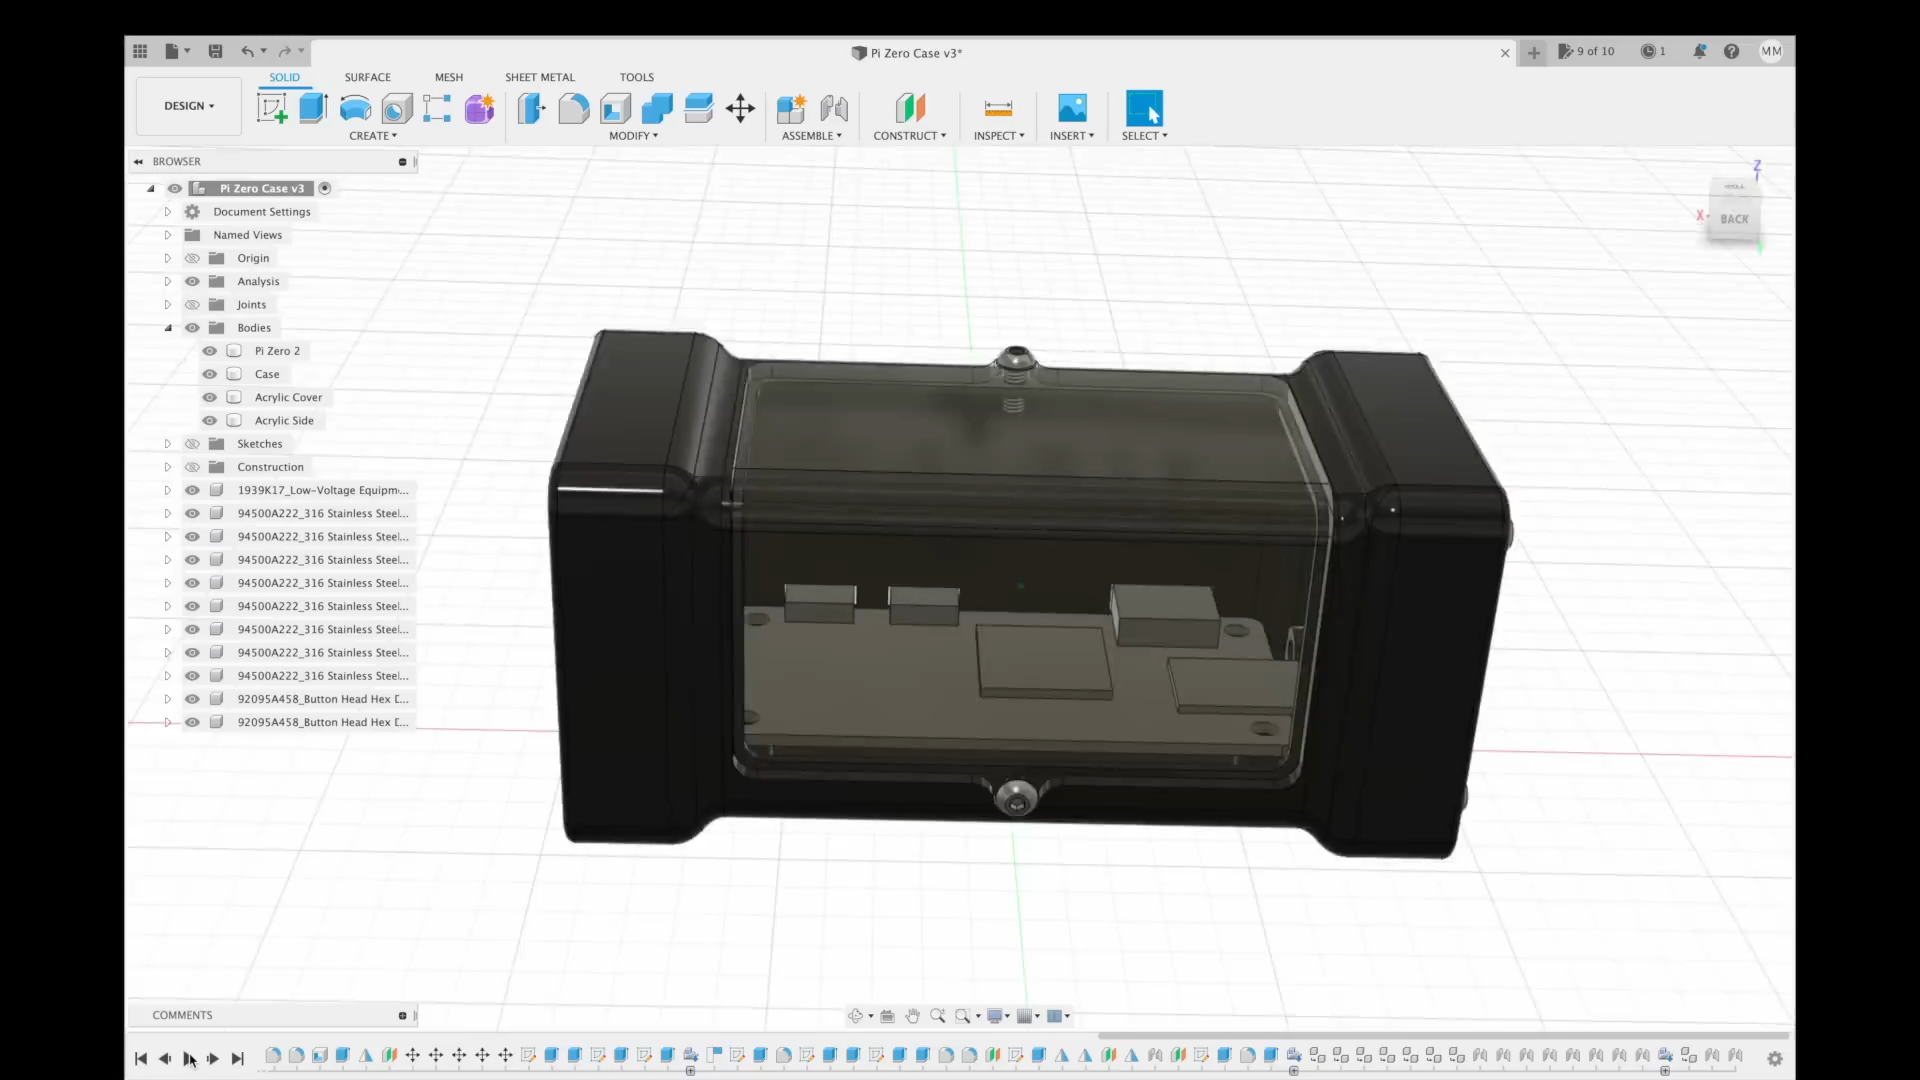 Pi Zero Case v3*
9 of 10
1
MM
DESIGN
SOLID
SURFACE
MESH
SHEET METAL
TOOLS
CREATE
MODIFY
ASSEMBLE
CONSTRUCT
INSPECT
INSERT
SELECT
BROWSER
Pi Zero Case v3
Document Settings
Named Views
Origin
Analysis
Joints
Bodies
Pi Zero 2
Case
Acrylic Cover
Acrylic Side
Sketches
Construction
1939K17_Low-Voltage Equipm...
94500A222_316 Stainless Steel...
94500A222_316 Stainless Steel...
94500A222_316 Stainless Steel...
94500A222_316 Stainless Steel...
94500A222_316 Stainless Steel...
94500A222_316 Stainless Steel...
94500A222_316 Stainless Steel...
94500A222_316 Stainless Steel...
92095A458_Button Head Hex D...
92095A458_Button Head Hex D...
Z
X
BACK
COMMENTS